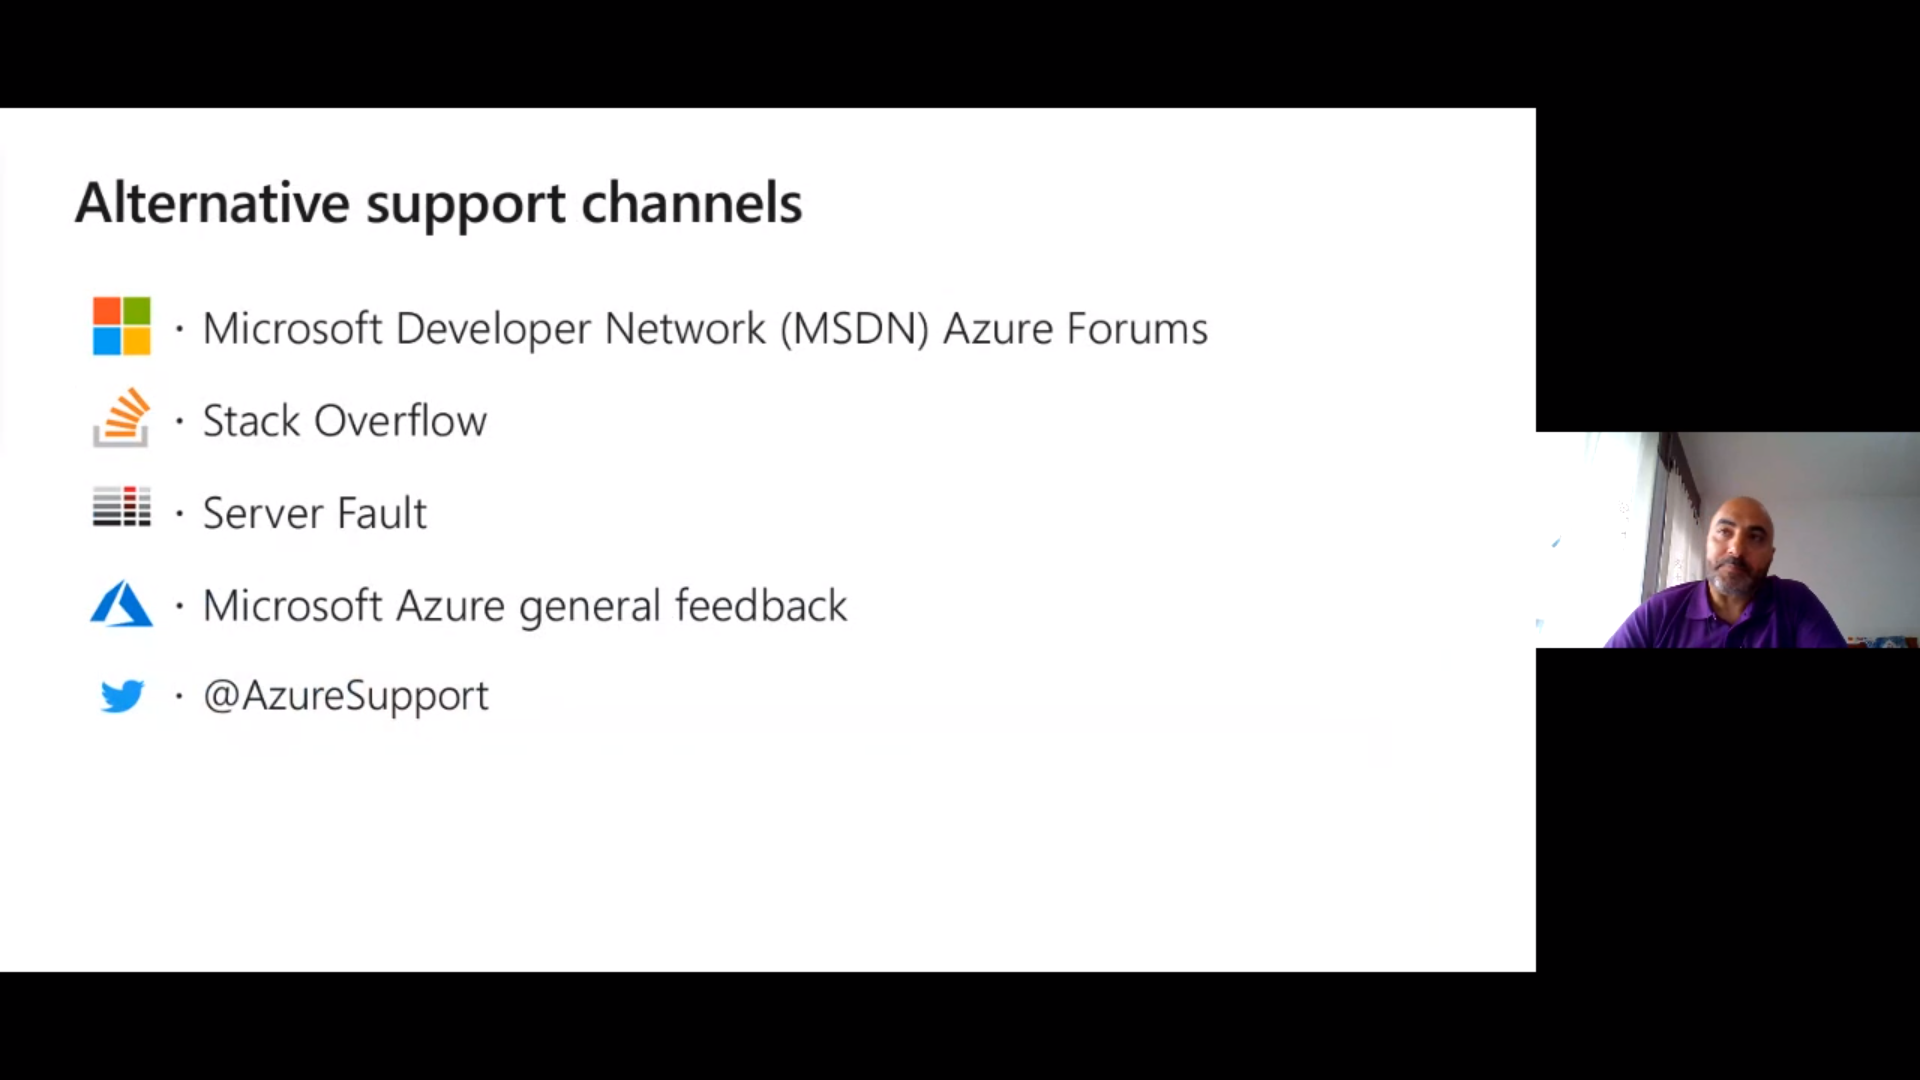 Alternative support channels
· Microsoft Developer Network (MSDN) Azure Forums
· Stack Overflow
· Server Fault
· Microsoft Azure general feedback
· @AzureSupport